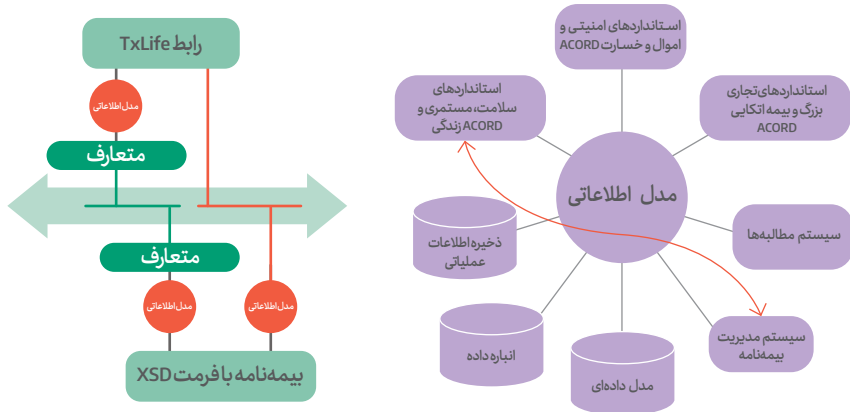 استانداردهای امنیتی و
اموال و خسارت ACORD
استانداردهای تجاری
بزرگ و بیمه اتکایی
ACORD
استانداردهای
سلامت، مستمری و
زندگی ACORD
مدل اطلاعاتی
سیستم مطالبه‌ها
سیستم مدیریت
بیمه‌نامه
مدل داده‌ای
انباره داده
ذخیره اطلاعات
عملیاتی
رابط TxLife
مدل اطلاعاتی
متعارف
متعارف
مدل اطلاعاتی
مدل اطلاعاتی
بیمه‌نامه با فرمت XSD